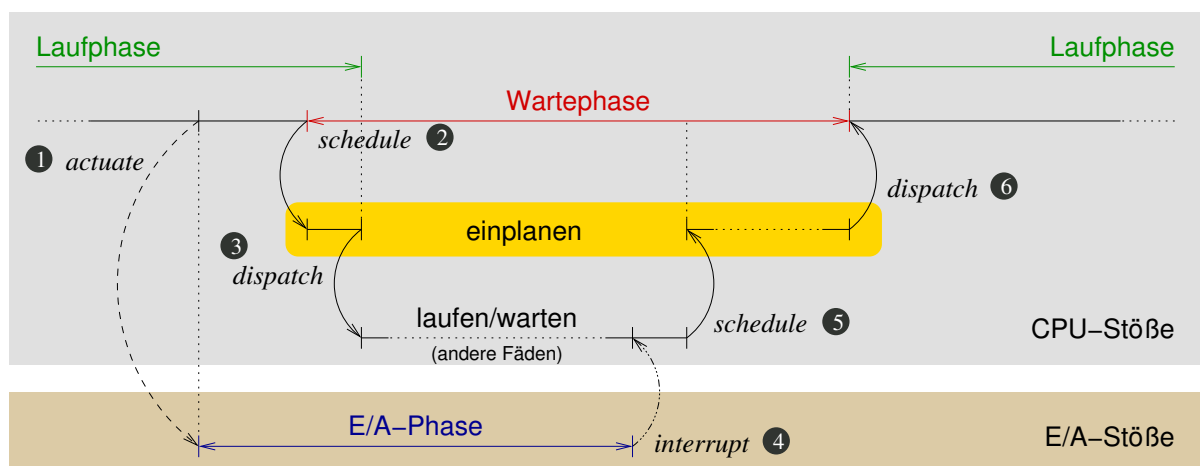 Laufphase
Laufphase
Wartephase
schedule 2
1 actuate
dispatch 6
einplanen
3
dispatch
laufen/warten
(andere Fäden)
schedule 5
CPU–Stöße
E/A–Phase
interrupt 4
E/A–Stöße